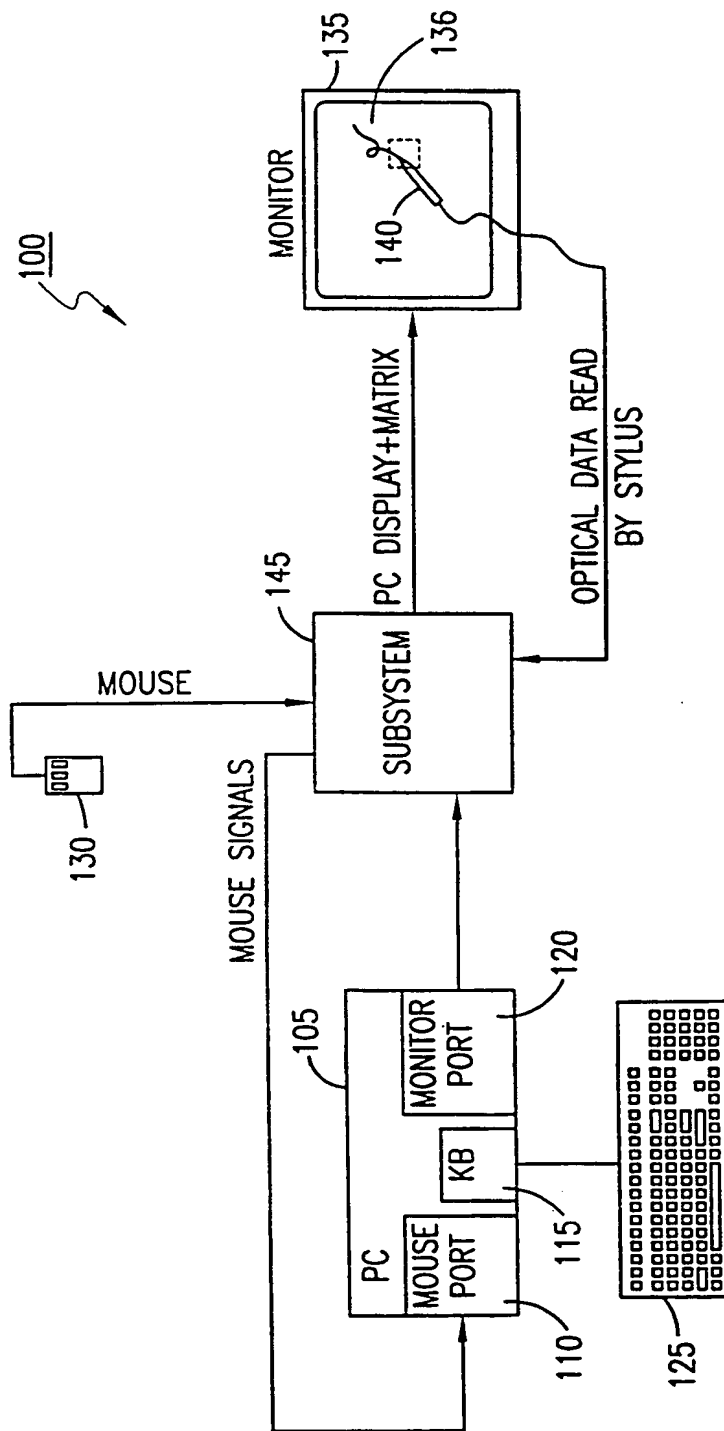 100
MONITOR
135
136
140
PC DISPLAY+MATRIX
OPTICAL DATA READ
BY STYLUS
145
SUBSYSTEM
MOUSE
130
MOUSE SIGNALS
105
PC
MOUSE
PORT
KB
MONITOR
PORT
110
115
120
125